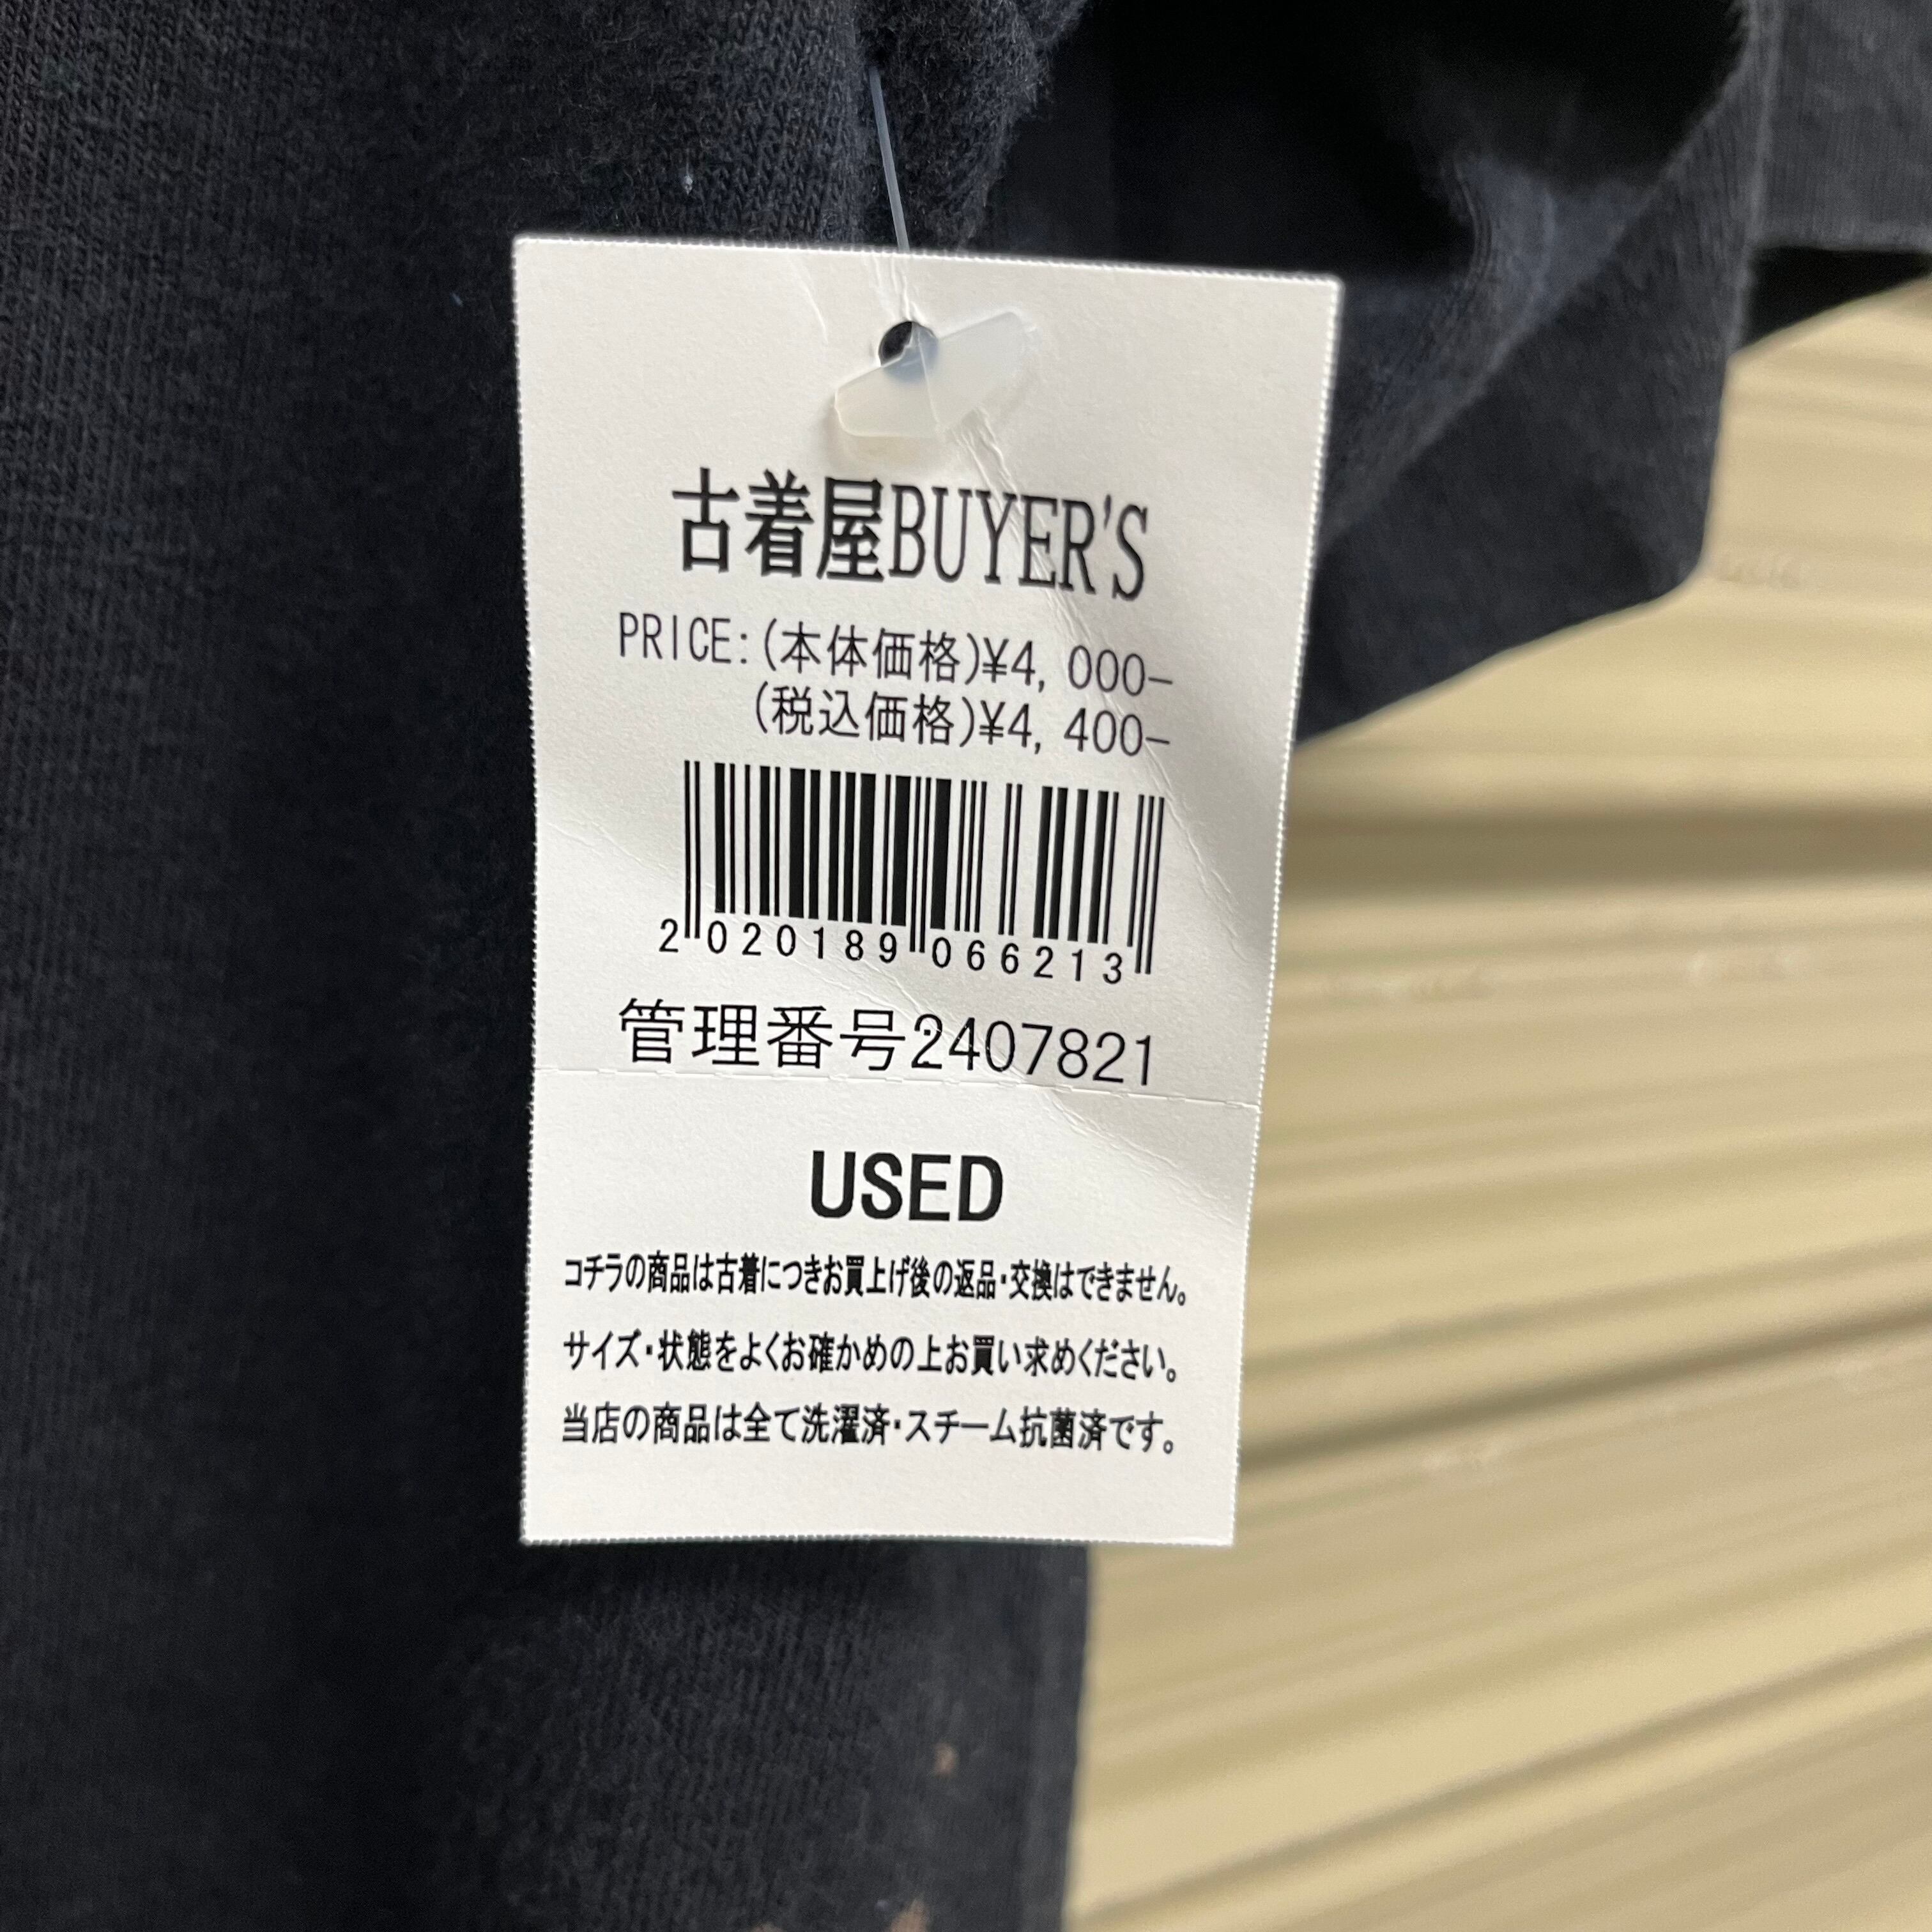 古着屋BUYER'S
PRICE:(本体価格)¥4, 000-
(税込価格)¥4, 400-
2 020189 066213
管理番号2407821
USED
コチラの商品は古着につきお買上げ後の返品・交換はできません。
サイズ・状態をよくお確かめの上お買い求めください。
当店の商品は全て洗濯済・スチーム抗菌済です。